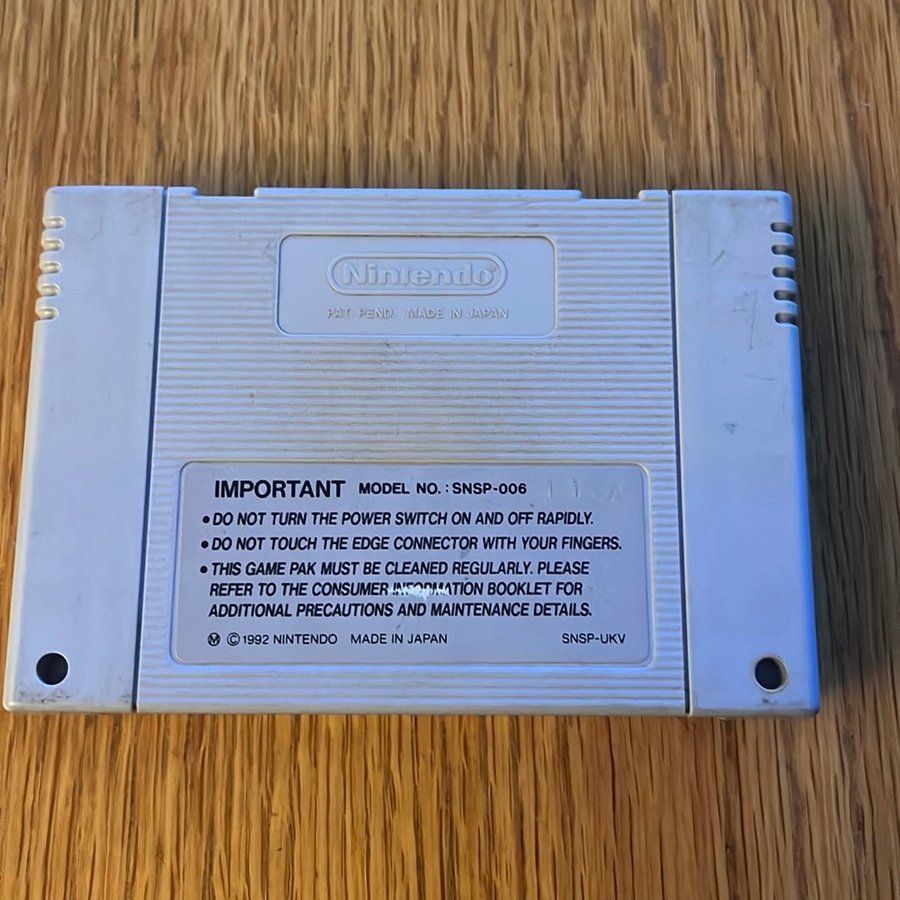 Nintendo®
PAT. PEND. MADE IN JAPAN
IMPORTANT MODEL NO. : SNSP-006
• DO NOT TURN THE POWER SWITCH ON AND OFF RAPIDLY.
• DO NOT TOUCH THE EDGE CONNECTOR WITH YOUR FINGERS.
• THIS GAME PAK MUST BE CLEANED REGULARLY. PLEASE
REFER TO THE CONSUMER INFORMATION BOOKLET FOR
ADDITIONAL PRECAUTIONS AND MAINTENANCE DETAILS.
Ⓜ ©1992 NINTENDO MADE IN JAPAN SNSP-UKV